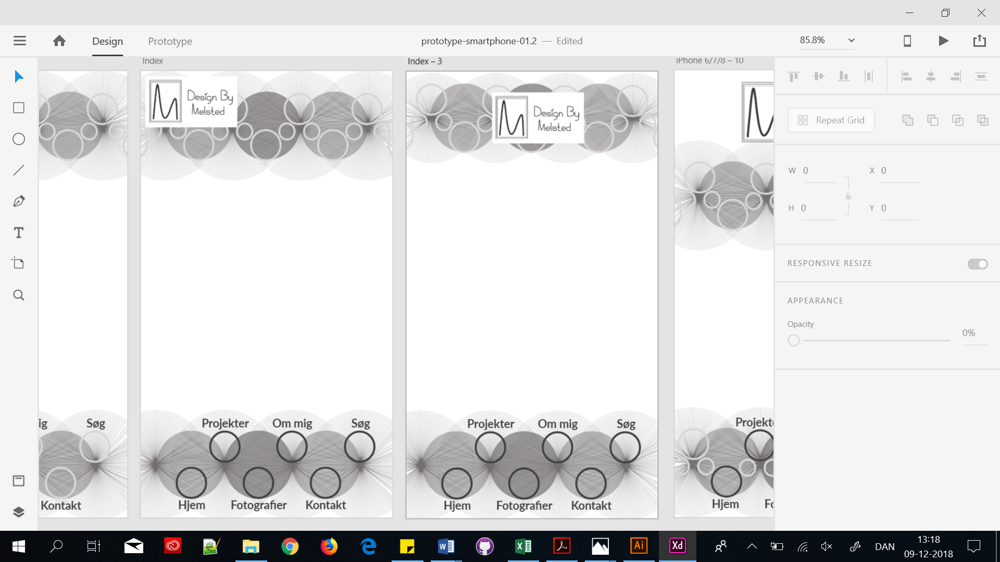 Design
Prototype
prototype-smartphone-01.2 — Edited
85.8%
Index
Index – 3
iPhone 6/7/8 – 10
Design By
Melsted
Design By
Melsted
Repeat Grid
W 0
X 0
H 0
Y 0
RESPONSIVE RESIZE
APPEARANCE
Opacity
0%
ig
Søg
Kontakt
Projekter
Om mig
Søg
Hjem
Fotografier
Kontakt
Projekter
Om mig
Søg
Hjem
Fotografier
Kontakt
Projekt
Hjem
Fo
Ai
Xd
DAN
13:18
09-12-2018